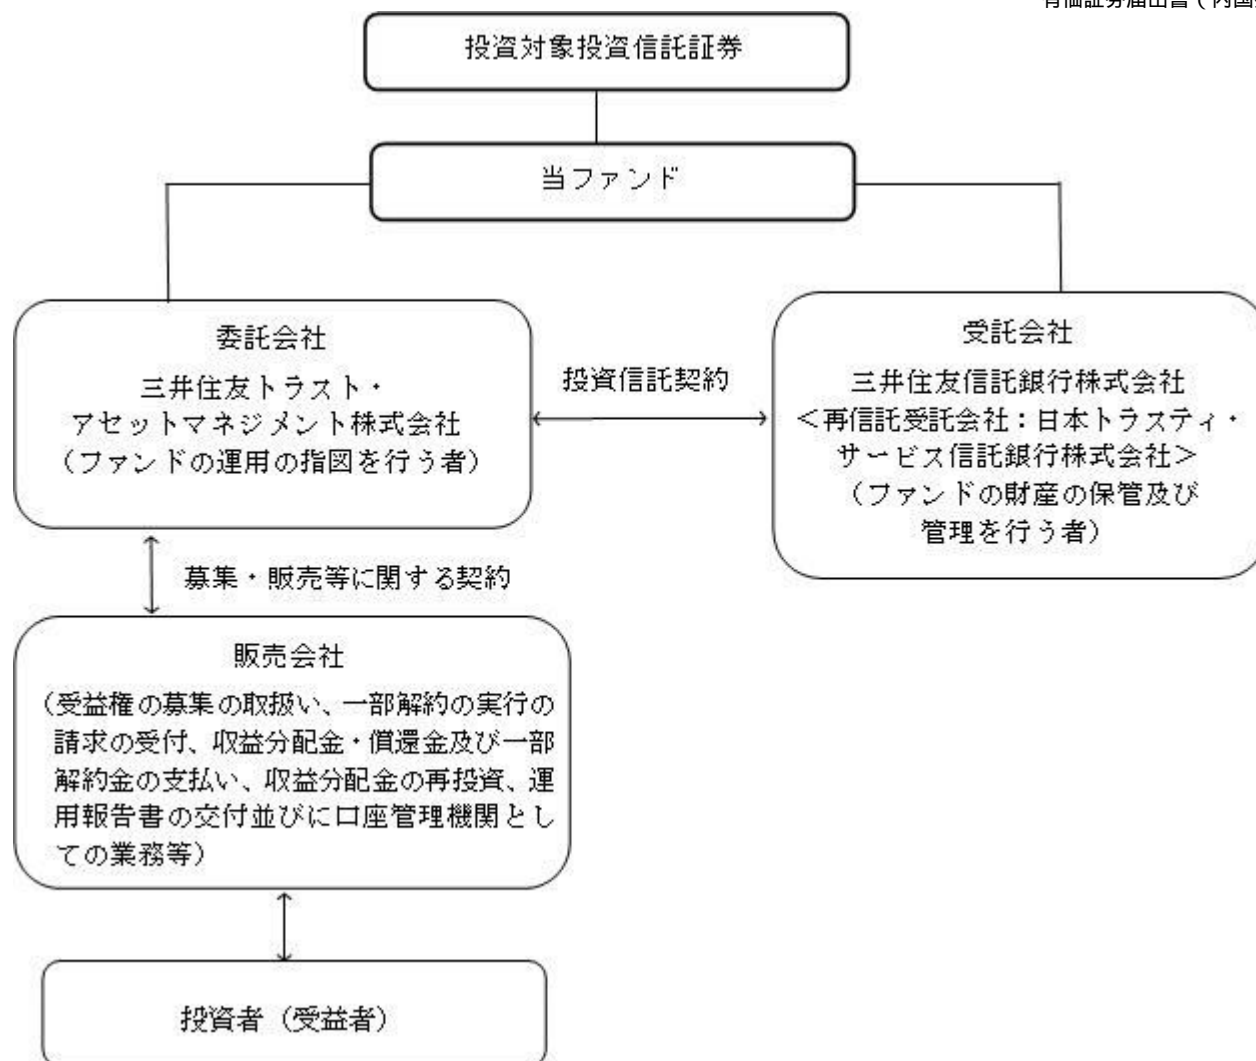 有価証券届出書（内国
投資対象投資信託証券
当ファンド
委託会社
三井住友トラスト・
アセットマネジメント株式会社
（ファンドの運用の指図を行う者）
投資信託契約
受託会社
三井住友信託銀行株式会社
＜再信託受託会社：日本トラスティ・
サービス信託銀行株式会社＞
（ファンドの財産の保管及び
管理を行う者）
募集・販売等に関する契約
販売会社
（受益権の募集の取扱い、一部解約の実行の
請求の受付、収益分配金・償還金及び一部
解約金の支払い、収益分配金の再投資、運
用報告書の交付並びに口座管理機関とし
ての業務等）
投資者（受益者）